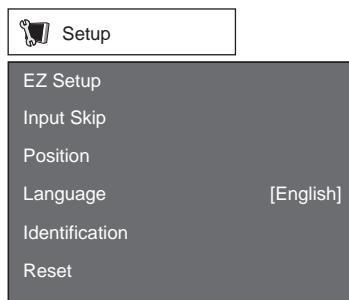 Setup
EZ Setup
Input Skip
Position
Language [English]
Identification
Reset